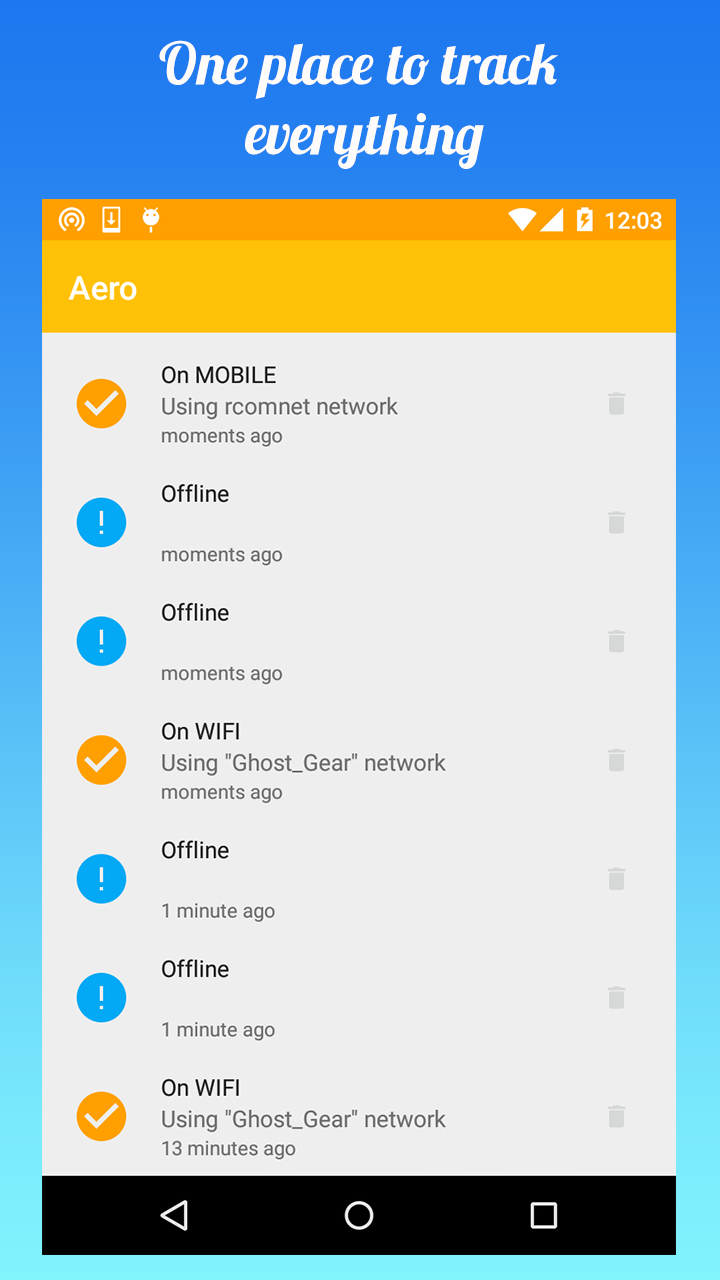 One place to track
everything
12:03
Aero
On MOBILE
Using rcomnet network
moments ago
Offline
moments ago
Offline
moments ago
On WIFI
Using "Ghost_Gear" network
moments ago
Offline
1 minute ago
Offline
1 minute ago
On WIFI
Using "Ghost_Gear" network
13 minutes ago